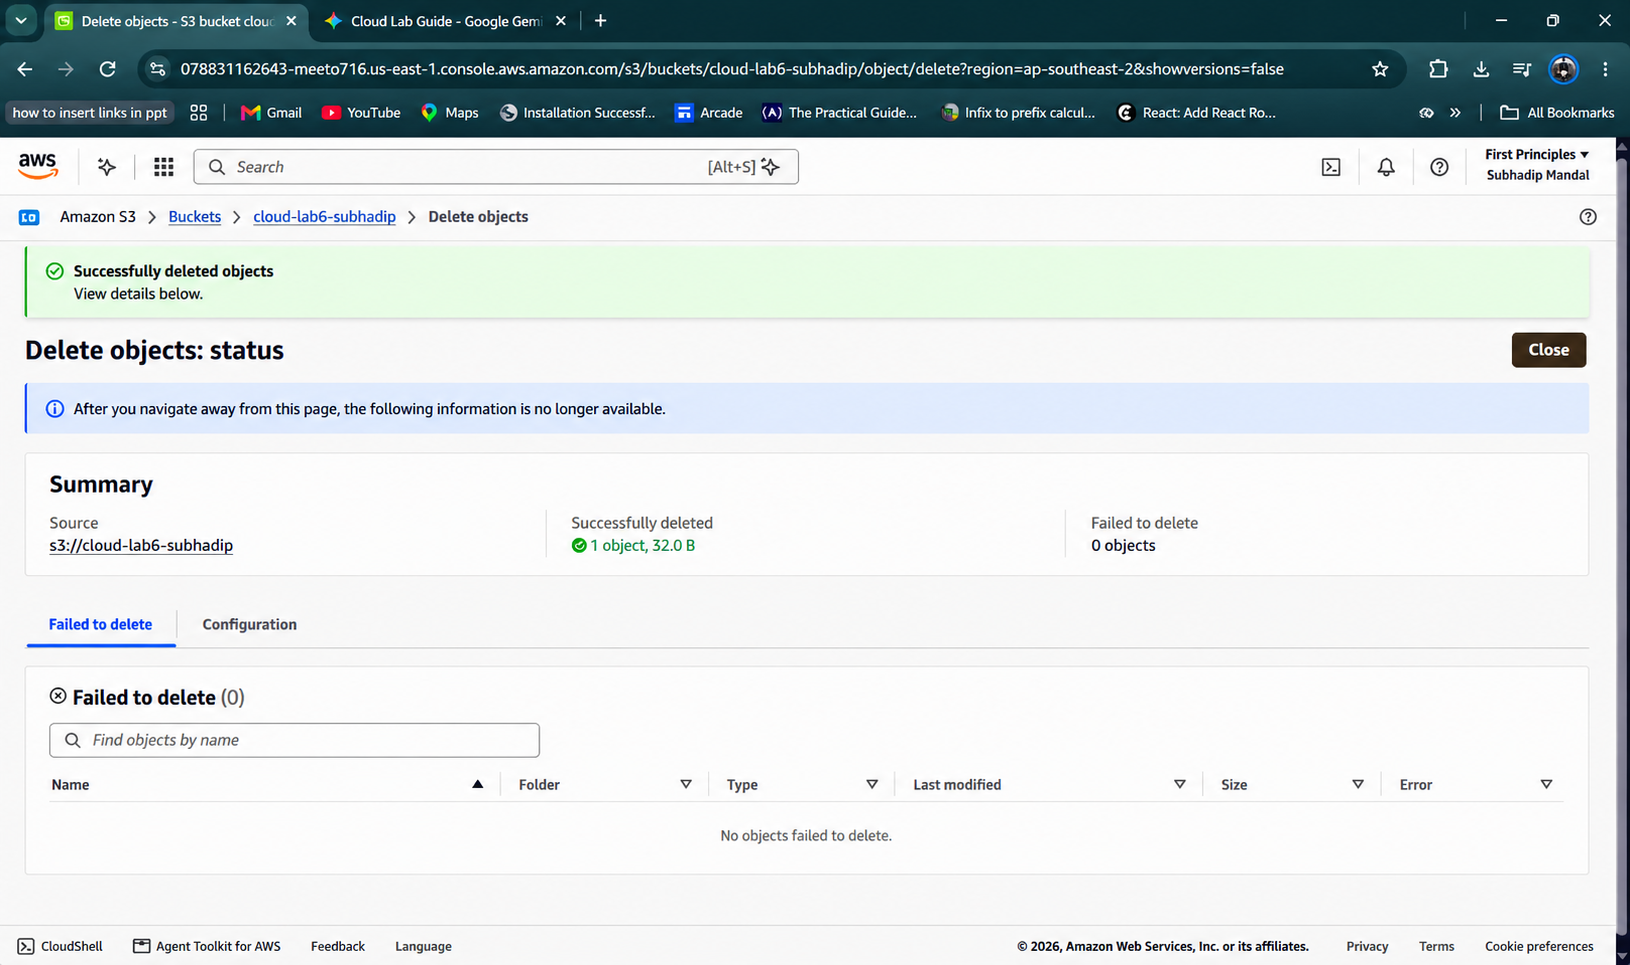 Delete objects - S3 bucket cloud
Cloud Lab Guide - Google Gemi
078831162643-meeto716.us-east-1.console.aws.amazon.com/s3/buckets/cloud-lab6-subhadip/object/delete?region=ap-southeast-2&showversions=false
how to insert links in ppt
Gmail
YouTube
Maps
Installation Successf...
Arcade
The Practical Guide...
Infix to prefix calcul...
React: Add React Ro...
All Bookmarks
aws
Search
[Alt+S]
First Principles
Subhadip Mandal
Amazon S3
Buckets
cloud-lab6-subhadip
Delete objects
Successfully deleted objects
View details below.
Delete objects: status
Close
After you navigate away from this page, the following information is no longer available.
Summary
Source
s3://cloud-lab6-subhadip
Successfully deleted
1 object, 32.0 B
Failed to delete
0 objects
Failed to delete
Configuration
Failed to delete (0)
Find objects by name
Name
Folder
Type
Last modified
Size
Error
No objects failed to delete.
CloudShell
Agent Toolkit for AWS
Feedback
Language
© 2026, Amazon Web Services, Inc. or its affiliates.
Privacy
Terms
Cookie preferences